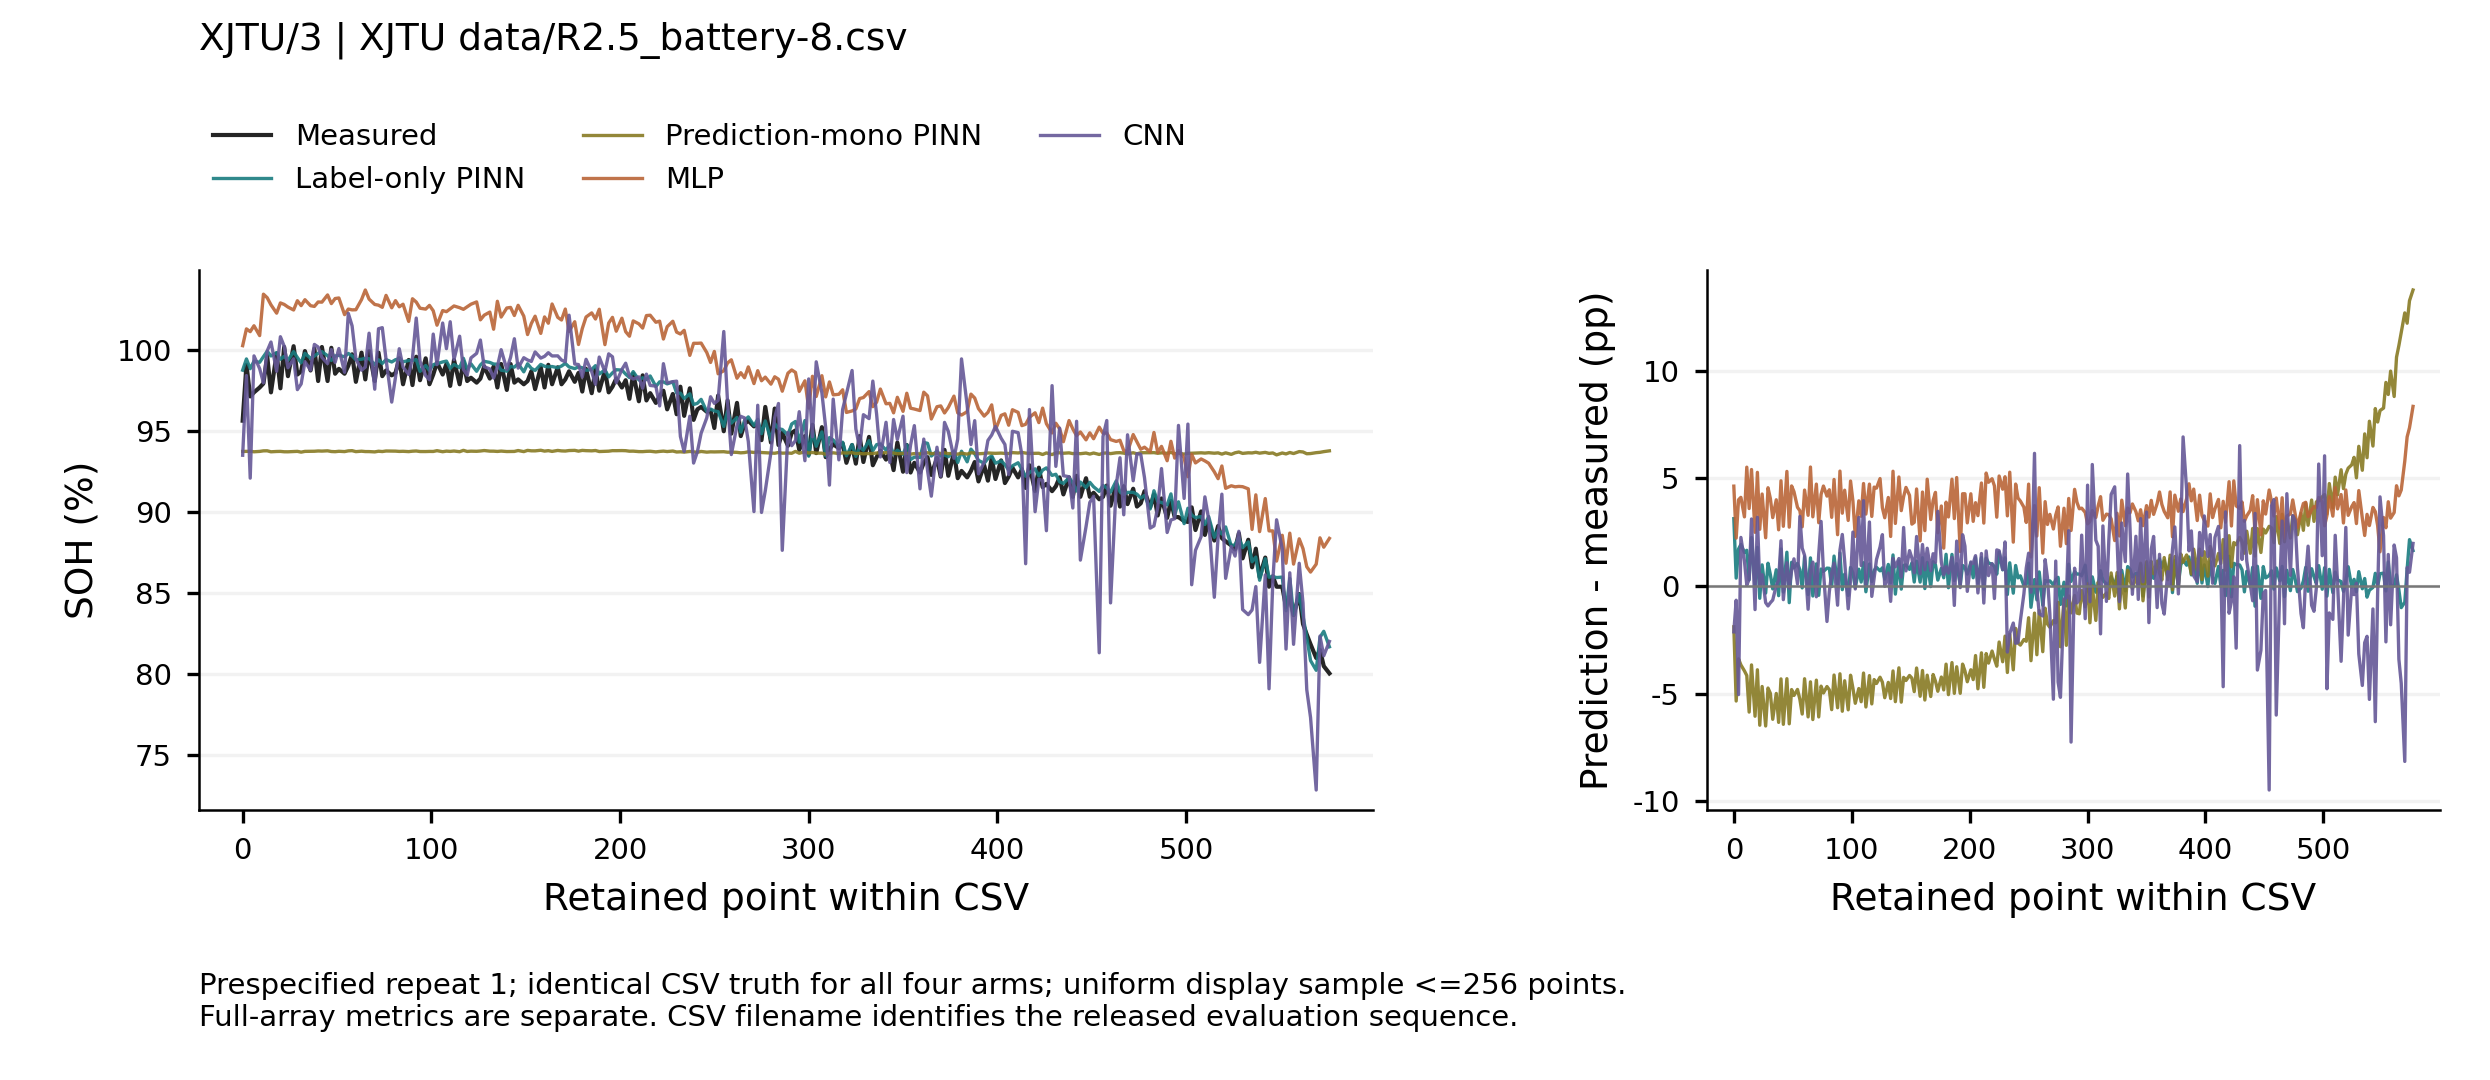 XJTU/3 | XJTU data/R2.5_battery-8.csv
Measured
Prediction-mono PINN
CNN
Label-only PINN
MLP
SOH (%)
100
95
90
85
80
75
0
100
200
300
400
500
Retained point within CSV
Prediction - measured (pp)
10
5
0
-5
-10
0
100
200
300
400
500
Retained point within CSV
Prespecified repeat 1; identical CSV truth for all four arms; uniform display sample <=256 points.
Full-array metrics are separate. CSV filename identifies the released evaluation sequence.